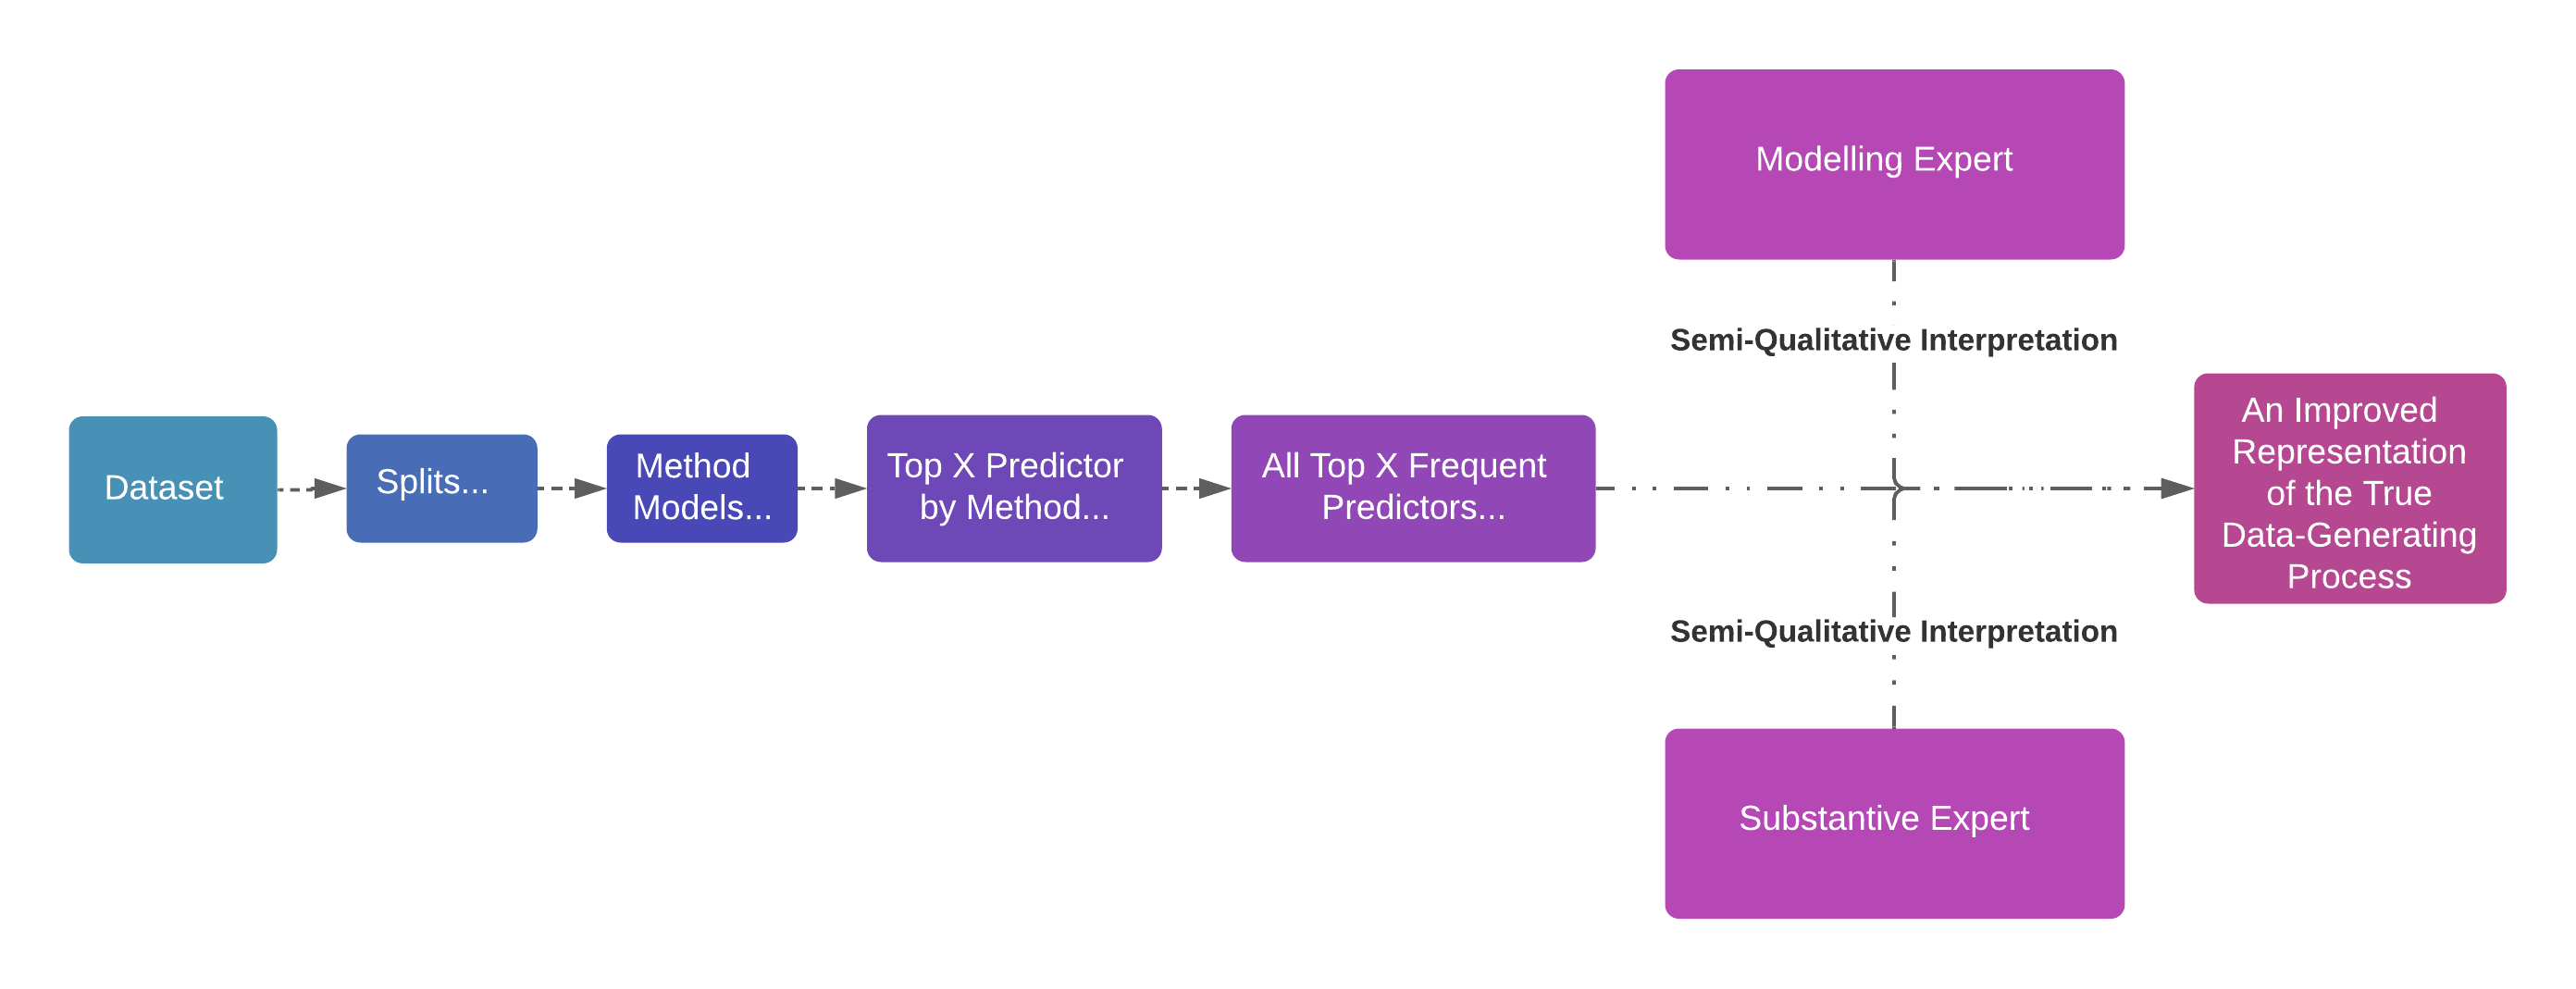 Dataset
Splits...
Method
Models...
Top X Predictor
by Method...
All Top X Frequent
Predictors...
Modelling Expert
Semi-Qualitative Interpretation
Semi-Qualitative Interpretation
Substantive Expert
An Improved
Representation
of the True
Data-Generating
Process